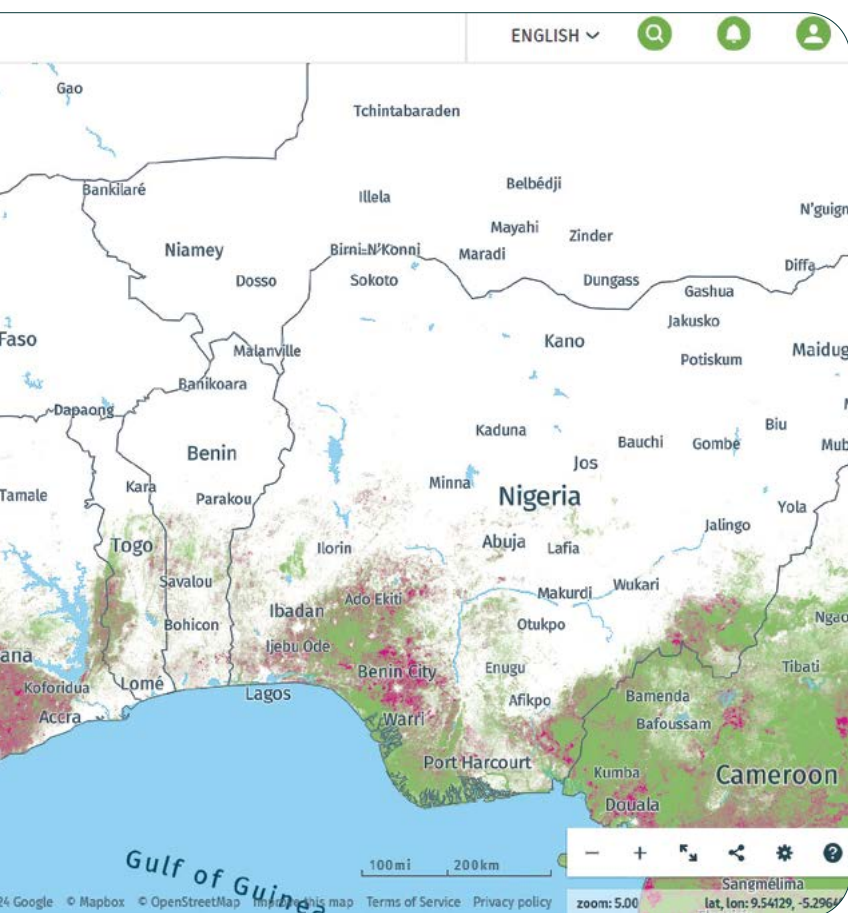 ENGLISH
Gao
Tchintabaraden
Bankilaré
Belbédji
Illela
N'guign
Mayahi
Zinder
Niamey
Birni-N'Konni
Maradi
Diffa
Dosso
Sokoto
Dungass
Gashua
Jakusko
Faso
Malanville
Kano
Maidug
Potiskum
Banikoara
Dapaong
Biu
Kaduna
Bauchi
Gombe
Mub
Benin
Jos
Kara
Minna
Tamale
Parakou
Nigeria
Yola
Jalingo
Togo
Ilorin
Abuja
Lafia
Savalou
Makurdi
Wukari
Ibadan
Ado Ekiti
Bohicon
Otukpo
Ngao
Ijebu Ode
ana
Benin City
Enugu
Tibati
Koforidua
Lomé
Lagos
Afikpo
Bamenda
Accra
Warri
Bafoussam
Port Harcourt
Kumba
Cameroon
Douala
Gulf of Guinea
100mi
200km
Sangmélima
24 Google © Mapbox © OpenStreetMap Improve this map Terms of Service Privacy policy
zoom: 5.00
lat, lon: 9.54129, -5.2964